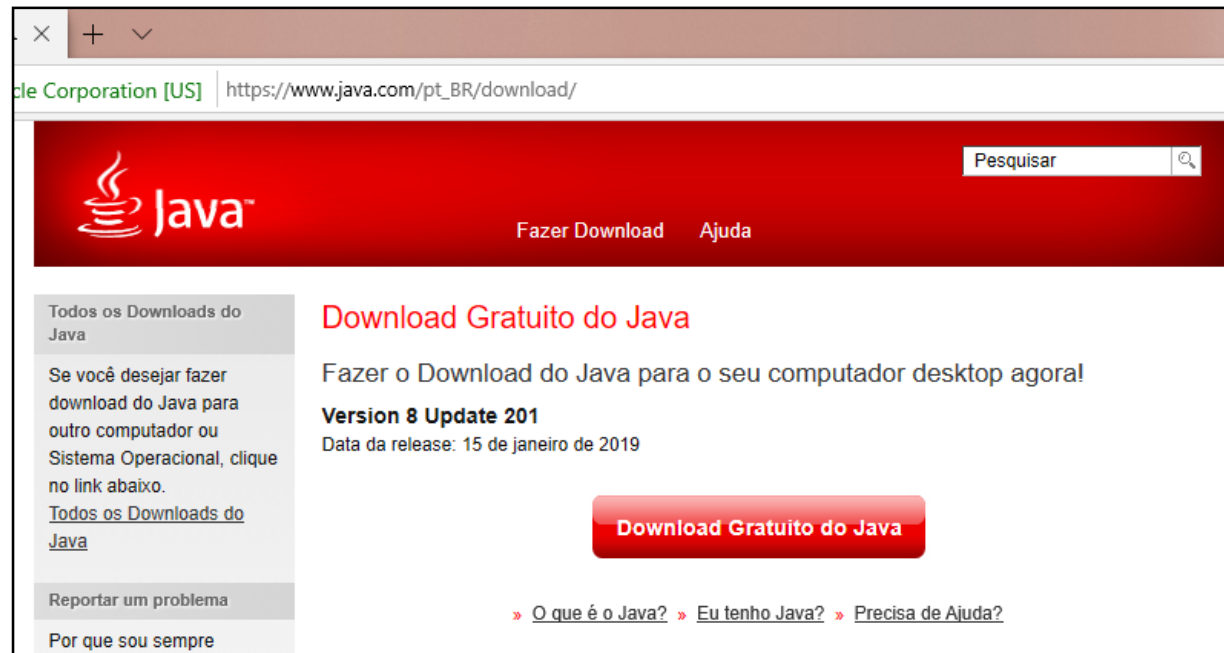 cle Corporation [US] https://www.java.com/pt_BR/download/
Pesquisar
Java™
Fazer Download Ajuda
Todos os Downloads do
Java
Se você desejar fazer
download do Java para
outro computador ou
Sistema Operacional, clique
no link abaixo.
Todos os Downloads do
Java
Reportar um problema
Por que sou sempre
Download Gratuito do Java
Fazer o Download do Java para o seu computador desktop agora!
Version 8 Update 201
Data da release: 15 de janeiro de 2019
Download Gratuito do Java
» O que é o Java? » Eu tenho Java? » Precisa de Ajuda?